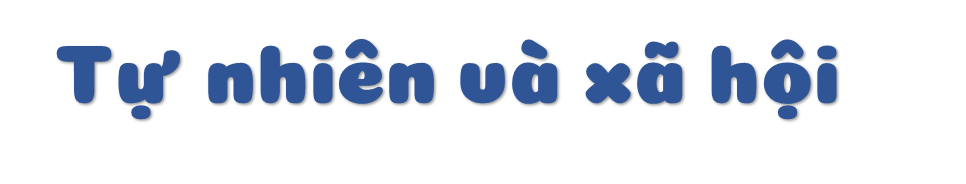 Tự nhiên và xã hội